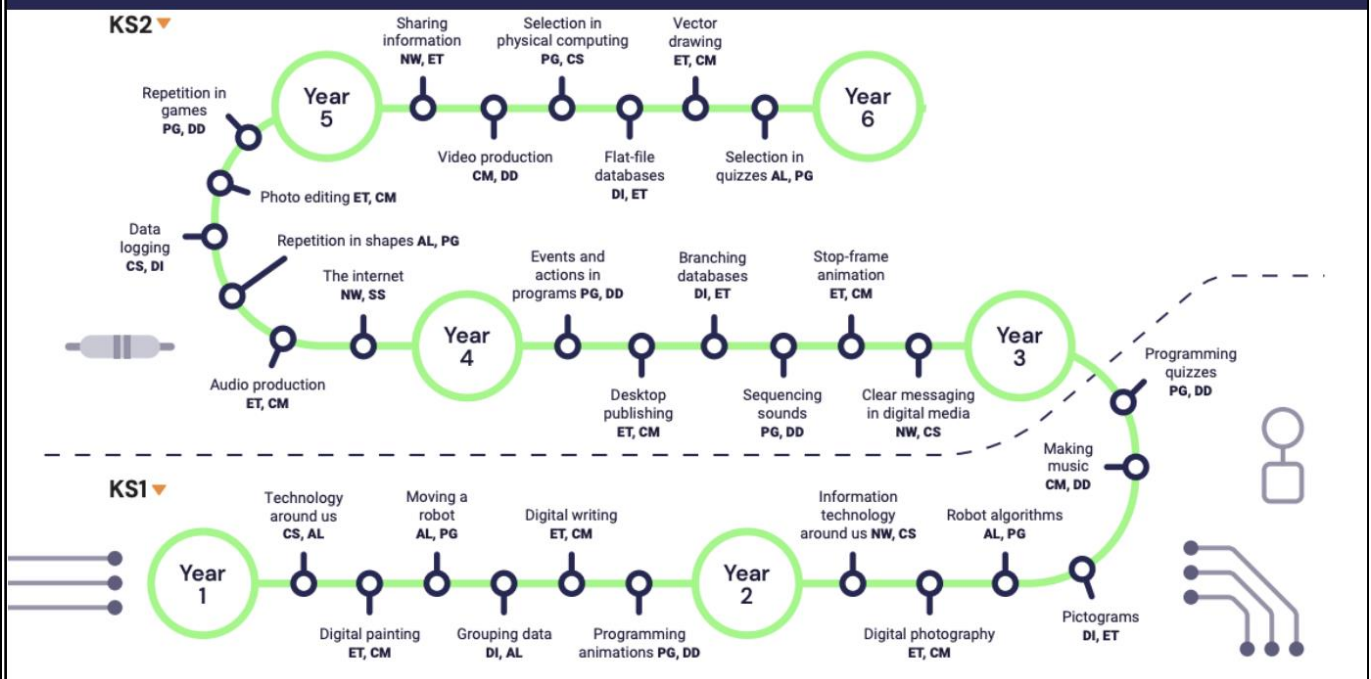 KS2
Year
5
Sharing
information
NW, ET
Video production
CM, DD
Selection in
physical computing
PG, CS
Flat-file
databases
DI, ET
Vector
drawing
ET, CM
Selection in
quizzes AL, PG
Year
6
Repetition in
games
PG, DD
Photo editing ET, CM
Data
logging
CS, DI
Repetition in shapes AL, PG
Audio production
ET, CM
The internet
NW, SS
Year
4
Events and
actions in
programs PG, DD
Desktop
publishing
ET, CM
Branching
databases
DI, ET
Sequencing
sounds
PG, DD
Stop-frame
animation
ET, CM
Clear messaging
in digital media
NW, CS
Year
3
Programming
quizzes
PG, DD
Making
music
CM, DD
KS1
Year
1
Technology
around us
CS, AL
Digital painting
ET, CM
Moving a
robot
AL, PG
Grouping data
DI, AL
Digital writing
ET, CM
Programming
animations PG, DD
Year
2
Information
technology
around us NW, CS
Digital photography
ET, CM
Robot algorithms
AL, PG
Pictograms
DI, ET